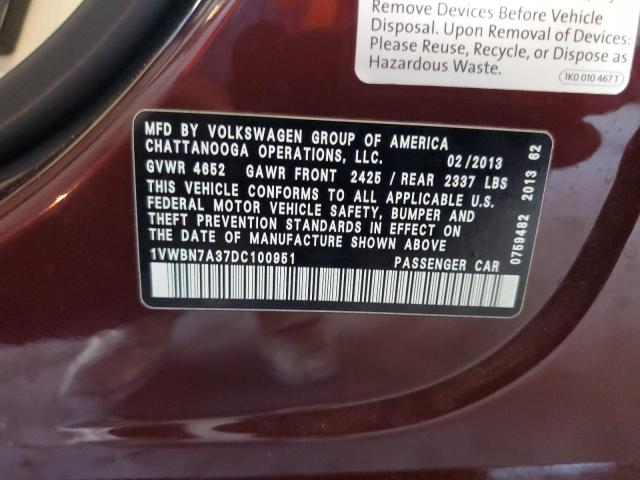 Remove Devices Before Vehicle
Disposal. Upon Removal of Devices:
Please Reuse, Recycle, or Dispose as
Hazardous Waste.
1K0 010 467 T
MFD BY VOLKSWAGEN GROUP OF AMERICA
CHATTANOOGA OPERATIONS, LLC. 02/2013
GVWR 4652 GAWR FRONT 2425 / REAR 2337 LBS
THIS VEHICLE CONFORMS TO ALL APPLICABLE U.S.
FEDERAL MOTOR VEHICLE SAFETY, BUMPER AND
THEFT PREVENTION STANDARDS IN EFFECT ON
THE DATE OF MANUFACTURE SHOWN ABOVE
1VWBN7A37DC100951 PASSENGER CAR
0759482 2013 62